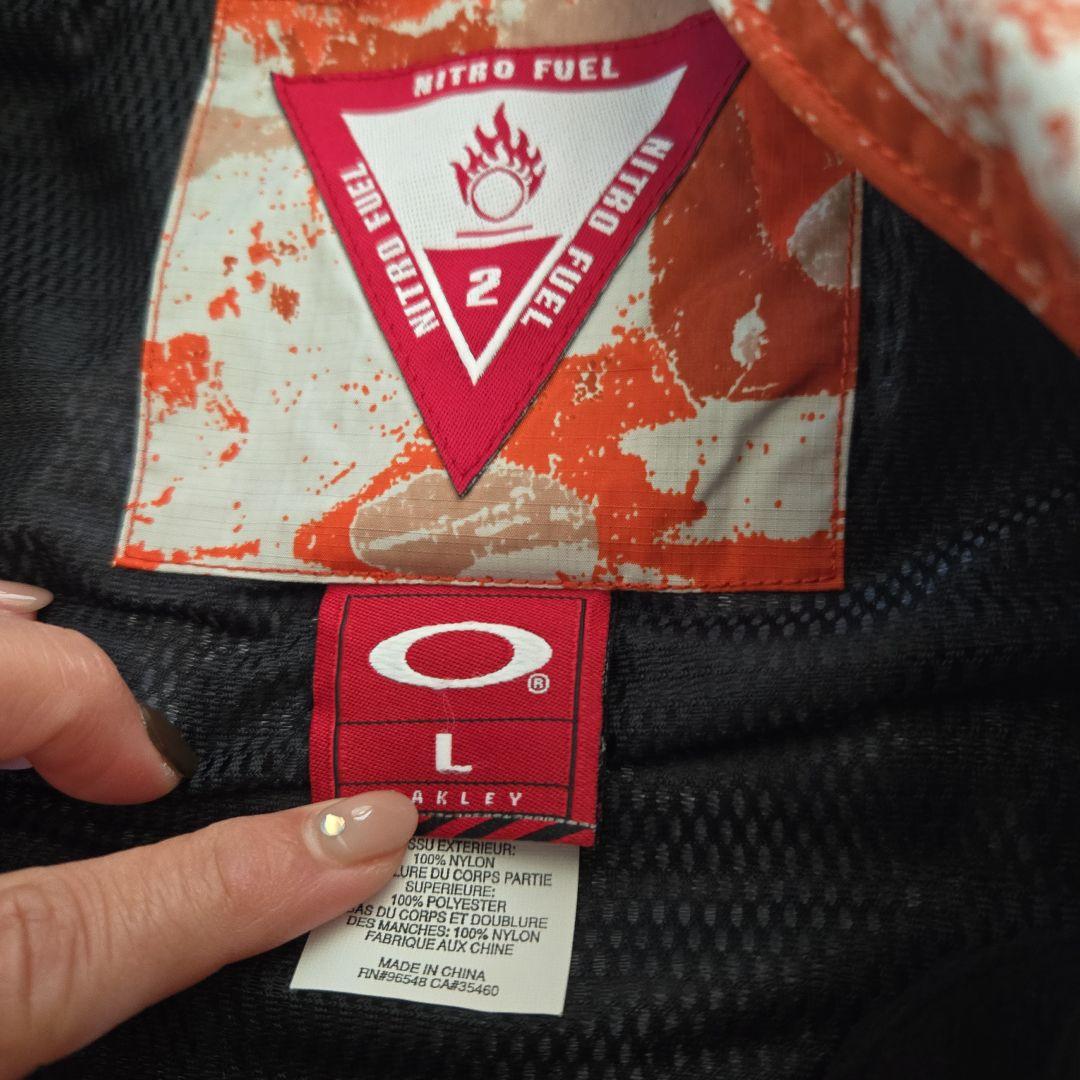 NITRO FUEL
NITRO FUEL
NITRO FUEL
2
®
L
AKLEY
SSU EXTERIEUR:
100% NYLON
LURE DU CORPS PARTIE
SUPERIEURE:
100% POLYESTER
BAS DU CORPS ET DOUBLURE
DES MANCHES: 100% NYLON
FABRIQUE AUX CHINE
MADE IN CHINA
RN#96548 CA#35460